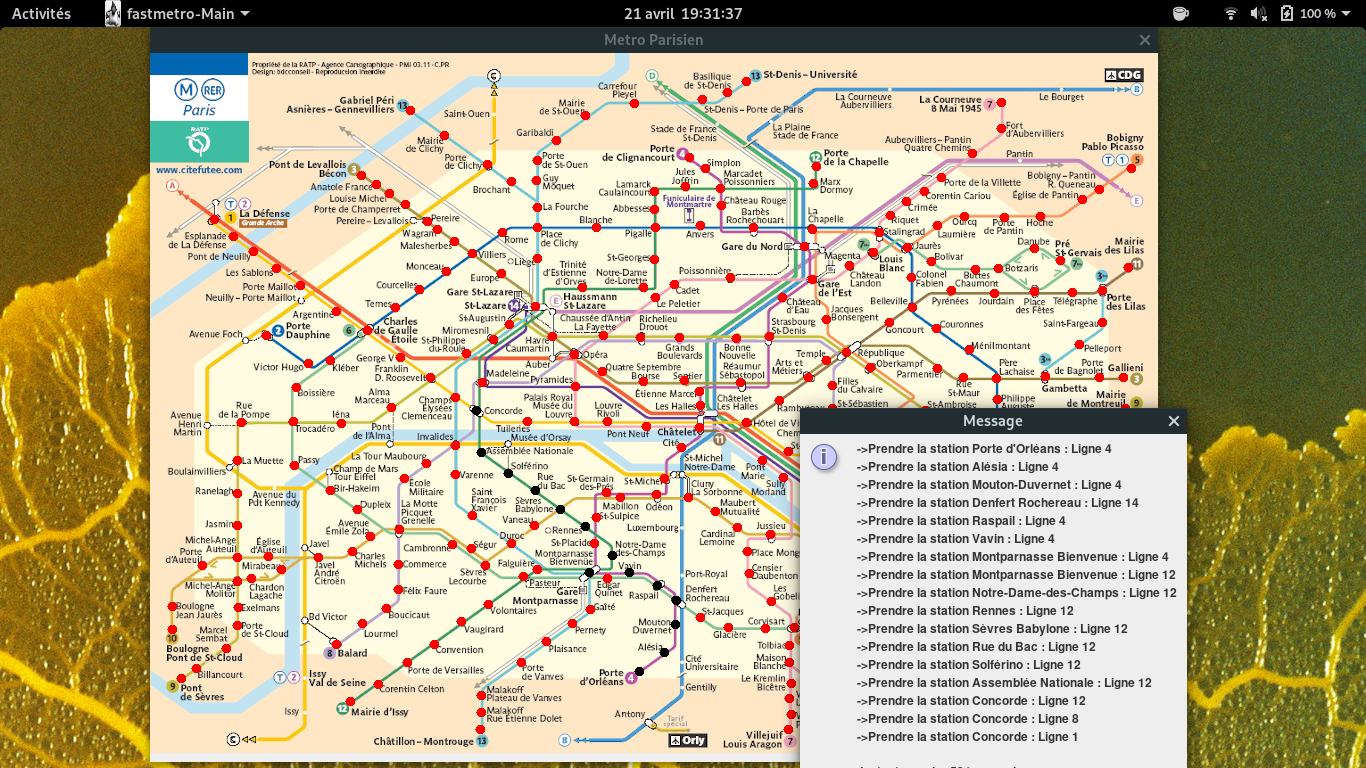 Activités
fastmetro-Main
21 avril 19:31:37
100 %
Metro Parisien
Propriété de la RATP - Agence Cartographique - PMI 03.11-C.PR
Design: bdcconseil - Reproduction interdite
M RER
Paris
RATP
www.citefutee.com
C
D
Basilique
de St-Denis
13 St-Denis – Université
CDG
Carrefour
Pleyel
La Courneuve
Aubervilliers
La Courneuve
8 Mai 1945
7
Le Bourget
B
Gabriel Péri
Asnières – Gennevilliers
13
Saint-Ouen
Mairie
de St-Ouen
St-Denis – Porte de Paris
Stade de France
St-Denis
La Plaine
Stade de France
Fort
d'Aubervilliers
Mairie
de Clichy
Garibaldi
Aubervilliers – Pantin
Quatre Chemins
Pantin
Bobigny
Pablo Picasso
T 1 5
Pont de Levallois
Bécon
3
Porte
de Clichy
Porte
de St-Ouen
Porte
de Clignancourt
4
Simplon
12
Porte
de la Chapelle
Marx
Dormoy
Anatole France
Louise Michel
Porte de Champerret
Pereire – Levallois
Brochant
Guy
Môquet
Jules
Joffrin
Marcadet
Poissonniers
Lamarck
Caulaincourt
Porte de la Villette
Corentin Cariou
Crimée
Bobigny – Pantin
R. Queneau
Église de Pantin
E
A
T 2
1 La Défense
Grande Arche
Pereire
Wagram
Malesherbes
La Fourche
Abbesses
Funiculaire de
Montmartre
Château Rouge
Barbès
Rochechouart
La
Chapelle
Riquet
Stalingrad
Ourcq
Laumière
Porte
de Pantin
Hoche
Blanche
Place
de Clichy
Pigalle
Anvers
Gare du Nord
Esplanade
de La Défense
Pont de Neuilly
Les Sablons
Porte Maillot
Neuilly – Porte Maillot
Rome
Villiers
Liège
Monceau
Europe
Courcelles
Ternes
Trinité
d'Estienne
d'Orves
St-Georges
Notre-Dame
de-Lorette
Poissonnière
Cadet
Le Peletier
Magenta
Château
Landon
7bis
Louis
Blanc
Jaurès
Bolivar
Colonel
Fabien
Buttes
Chaumont
Botzaris
Danube
Pré
St-Gervais
7bis
Mairie
des Lilas
11
3bis
Porte
des Lilas
Gare St-Lazare
St-Lazare
14
E
Haussmann
St-Lazare
Gare
de l'Est
Château
d'Eau
Belleville
Pyrénées
Jourdain
Place
des Fêtes
Télégraphe
Saint-Fargeau
Argentine
Avenue Foch
2
Porte
Dauphine
6
Charles
de Gaulle
Étoile
St-Augustin
Miromesnil
St-Philippe
du-Roule
Chaussée d'Antin
La Fayette
Richelieu
Drouot
Strasbourg
St-Denis
Jacques
Bonsergent
Goncourt
Couronnes
Havre
Caumartin
Grands
Boulevards
Bonne
Nouvelle
Pelleport
Victor Hugo
Kléber
George V
Franklin
D. Roosevelt
Auber
Opéra
Madeleine
Pyramides
Quatre Septembre
Bourse
Sentier
Réaumur
Sébastopol
Arts et
Métiers
Temple
République
Oberkampf
Parmentier
Ménilmontant
Père
Lachaise
3bis
Porte
de Bagnolet
Gambetta
Gallieni
3
Boissière
Alma
Marceau
Champs
Élysées
Clemenceau
Concorde
Palais Royal
Musée du
Louvre
Louvre
Rivoli
Étienne Marcel
Les Halles
Châtelet
Les Halles
Filles
du Calvaire
St-Sébastien
Rue
St-Maur
St-Ambroise
Philippe
Auguste
Mairie
de Montreuil
9
Rue
de la Pompe
Avenue
Henri
Martin
Trocadéro
Iéna
Pont
de l'Alma
Invalides
Tuileries
Musée d'Orsay
Pont Neuf
Châtelet
Cité
11
Assemblée Nationale
La Muette
Passy
La Tour Maubourg
Champ de Mars
Tour Eiffel
Bir-Hakeim
Boulainvilliers
Varenne
Solférino
Rue
du Bac
St-Germain
des-Prés
St-Michel
St-Michel
Notre-Dame
Pont
Marie
Sully
Morland
Ranelagh
Avenue du
Pdt Kennedy
École
Militaire
Saint
François
Xavier
Sèvres
Babylone
Mabillon
Odéon
Cluny
La Sorbonne
Maubert
Mutualité
Dupleix
La Motte
Picquet
Grenelle
Vaneau
St-Sulpice
Luxembourg
Jussieu
Cardinal
Lemoine
Jasmin
Avenue
Émile Zola
Rennes
St-Placide
Duroc
Michel-Ange
Auteuil
Église
d'Auteuil
Javel
Javel
André
Citroën
Cambronne
Ségur
Montparnasse
Bienvenue
Notre-Dame
des-Champs
Porte
d'Auteuil
Mirabeau
Charles
Michels
Commerce
Sèvres
Lecourbe
Falguière
Vavin
Michel-Ange
Molitor
Chardon
Lagache
Pasteur
Gare
Montparnasse
Edgar
Quinet
Raspail
Port-Royal
Censier
Daubenton
Denfert
Rochereau
Boulogne
Jean Jaurès
Exelmans
Félix Faure
Gaîté
St-Jacques
Bd Victor
Boucicaut
Volontaires
Marcel
Sembat
Porte
de St-Cloud
Lourmel
Vaugirard
Pernety
Mouton
Duvernet
Glacière
Corvisart
10
Boulogne
Pont de St-Cloud
8 Balard
Convention
Plaisance
Alésia
Tolbiac
Billancourt
Porte de Versailles
Cité
Universitaire
Maison
Blanche
9 Pont
de Sèvres
T 2
Issy
Val de Seine
Corentin Celton
Porte
de Vanves
Porte
d'Orléans
4
Gentilly
Le Kremlin
Bicêtre
Issy
12 Mairie d'Issy
Malakoff
Plateau de Vanves
Malakoff
Rue Étienne Dolet
Antony
Tarif
spécial
C
Châtillon – Montrouge
13
B
Orly
Villejuif
Louis Aragon
7
Message
->Prendre la station Porte d'Orléans : Ligne 4
->Prendre la station Alésia : Ligne 4
->Prendre la station Mouton-Duvernet : Ligne 4
->Prendre la station Denfert Rochereau : Ligne 14
->Prendre la station Raspail : Ligne 4
->Prendre la station Vavin : Ligne 4
->Prendre la station Montparnasse Bienvenue : Ligne 4
->Prendre la station Montparnasse Bienvenue : Ligne 12
->Prendre la station Notre-Dame-des-Champs : Ligne 12
->Prendre la station Rennes : Ligne 12
->Prendre la station Sèvres Babylone : Ligne 12
->Prendre la station Rue du Bac : Ligne 12
->Prendre la station Solférino : Ligne 12
->Prendre la station Assemblée Nationale : Ligne 12
->Prendre la station Concorde : Ligne 12
->Prendre la station Concorde : Ligne 8
->Prendre la station Concorde : Ligne 1